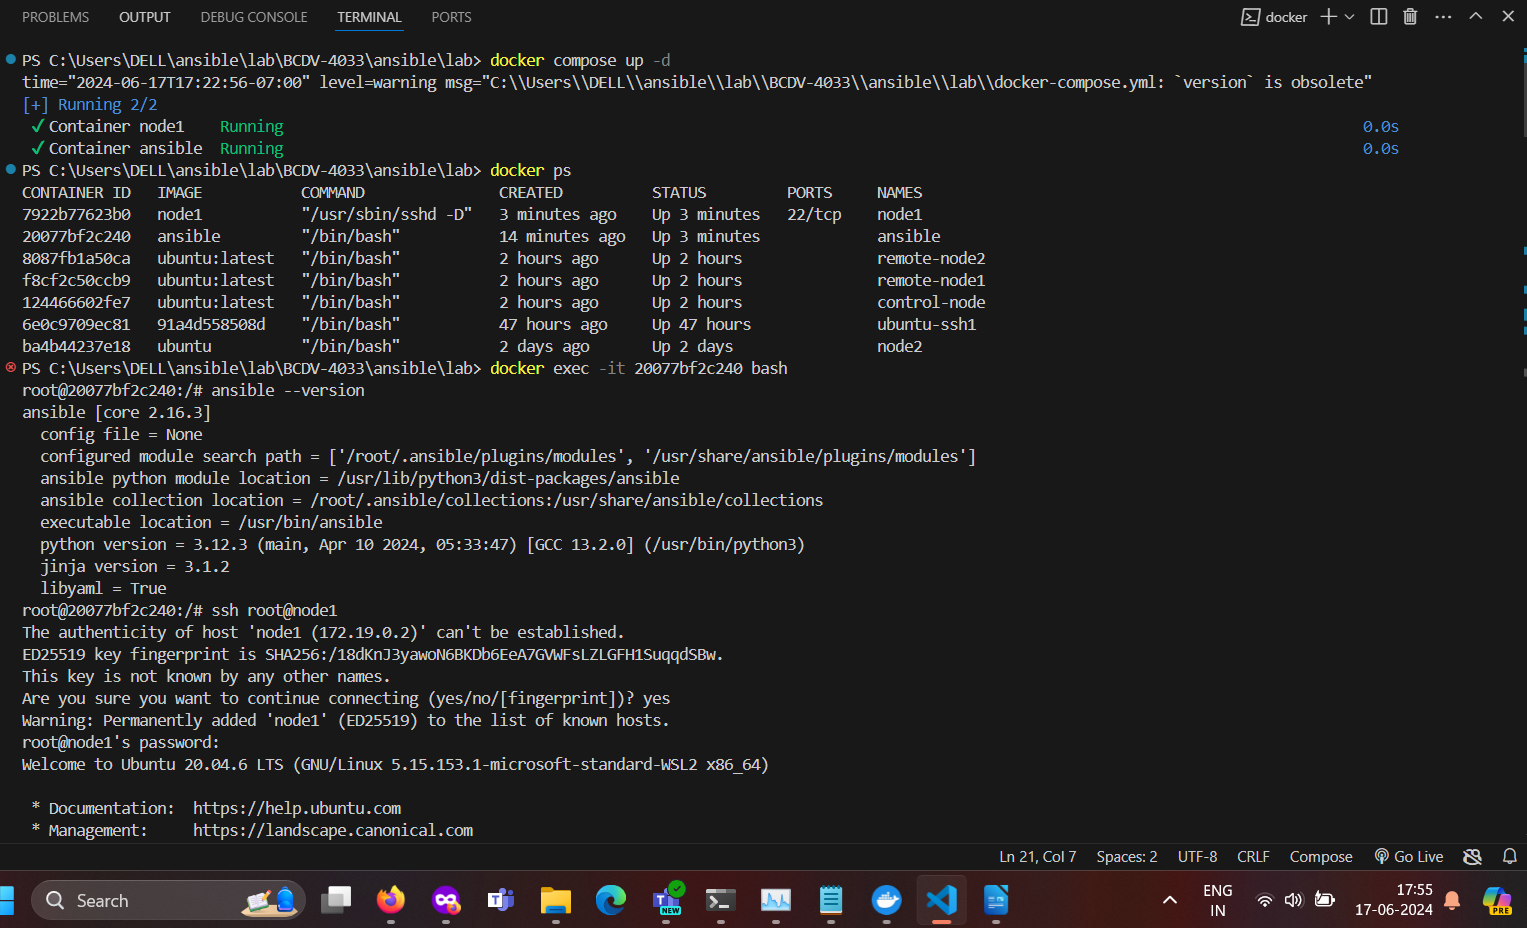 PROBLEMS OUTPUT DEBUG CONSOLE TERMINAL PORTS docker
PS C:\Users\DELL\ansible\lab\BCDV-4033\ansible\lab> docker compose up -d
time="2024-06-17T17:22:56-07:00" level=warning msg="C:\\Users\\DELL\\ansible\\lab\\BCDV-4033\\ansible\\lab\\docker-compose.yml: `version` is obsolete"
[+] Running 2/2
✓ Container node1 Running 0.0s
✓ Container ansible Running 0.0s
PS C:\Users\DELL\ansible\lab\BCDV-4033\ansible\lab> docker ps
CONTAINER ID IMAGE COMMAND CREATED STATUS PORTS NAMES
7922b77623b0 node1 "/usr/sbin/sshd -D" 3 minutes ago Up 3 minutes 22/tcp node1
20077bf2c240 ansible "/bin/bash" 14 minutes ago Up 3 minutes ansible
8087fb1a50ca ubuntu:latest "/bin/bash" 2 hours ago Up 2 hours remote-node2
f8cf2c50ccb9 ubuntu:latest "/bin/bash" 2 hours ago Up 2 hours remote-node1
124466602fe7 ubuntu:latest "/bin/bash" 2 hours ago Up 2 hours control-node
6e0c9709ec81 91a4d558508d "/bin/bash" 47 hours ago Up 47 hours ubuntu-ssh1
ba4b44237e18 ubuntu "/bin/bash" 2 days ago Up 2 days node2
PS C:\Users\DELL\ansible\lab\BCDV-4033\ansible\lab> docker exec -it 20077bf2c240 bash
root@20077bf2c240:/# ansible --version
ansible [core 2.16.3]
config file = None
configured module search path = ['/root/.ansible/plugins/modules', '/usr/share/ansible/plugins/modules']
ansible python module location = /usr/lib/python3/dist-packages/ansible
ansible collection location = /root/.ansible/collections:/usr/share/ansible/collections
executable location = /usr/bin/ansible
python version = 3.12.3 (main, Apr 10 2024, 05:33:47) [GCC 13.2.0] (/usr/bin/python3)
jinja version = 3.1.2
libyaml = True
root@20077bf2c240:/# ssh root@node1
The authenticity of host 'node1 (172.19.0.2)' can't be established.
ED25519 key fingerprint is SHA256:/18dKnJ3yawoN6BKDb6EeA7GVWFsLZLGFH1SuqqdSBw.
This key is not known by any other names.
Are you sure you want to continue connecting (yes/no/[fingerprint])? yes
Warning: Permanently added 'node1' (ED25519) to the list of known hosts.
root@node1's password:
Welcome to Ubuntu 20.04.6 LTS (GNU/Linux 5.15.153.1-microsoft-standard-WSL2 x86_64)
* Documentation: https://help.ubuntu.com
* Management: https://landscape.canonical.com
Ln 21, Col 7 Spaces: 2 UTF-8 CRLF Compose Go Live
Search NEW ENG 17:55 PRE
IN 17-06-2024